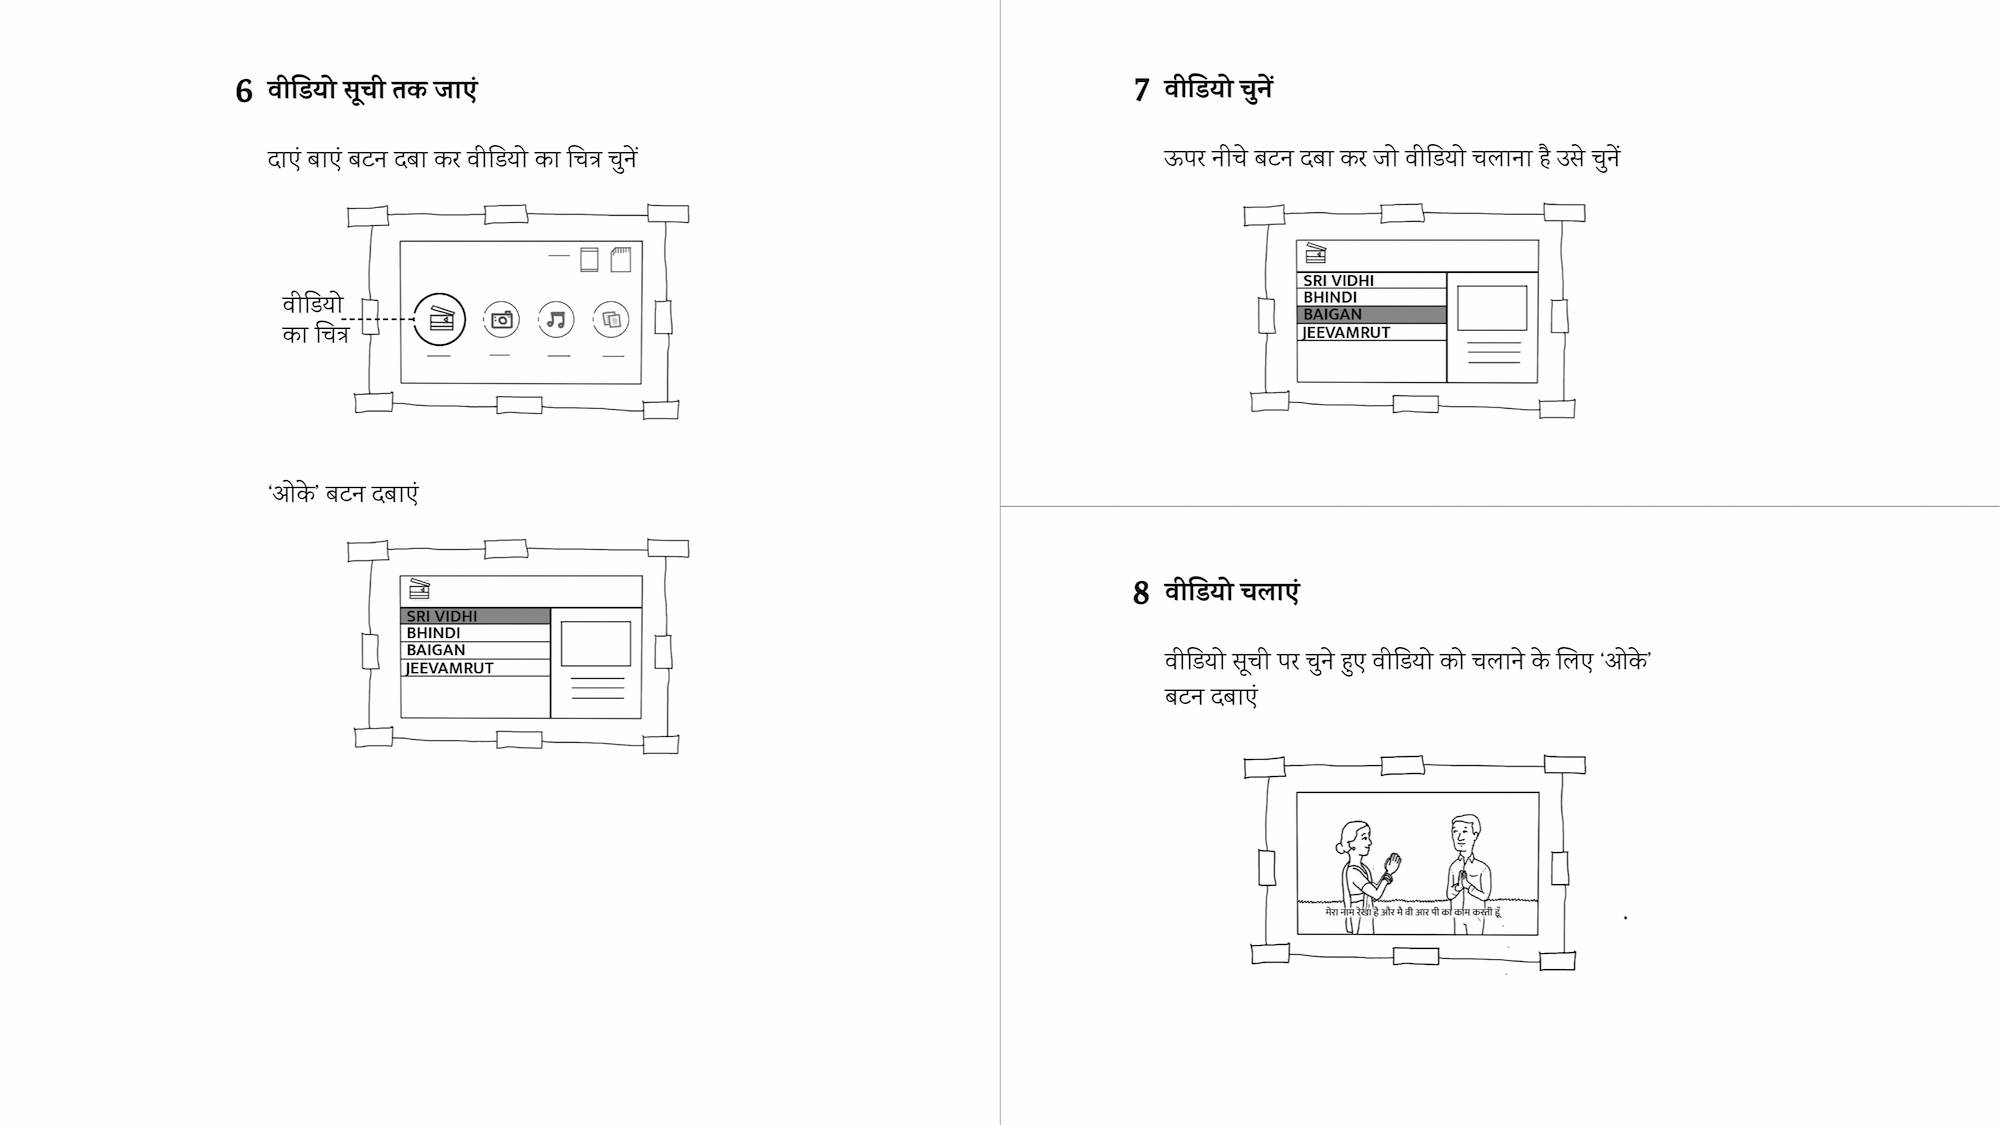 6 वीडियो सूची तक जाएं
दाएं बाएं बटन दबा कर वीडियो का चित्र चुनें
वीडियो
का चित्र
'ओके' बटन दबाएं
SRI VIDHI
BHINDI
BAIGAN
JEEVAMRUT
7 वीडियो चुनें
ऊपर नीचे बटन दबा कर जो वीडियो चलाना है उसे चुनें
SRI VIDHI
BHINDI
BAIGAN
JEEVAMRUT
8 वीडियो चलाएं
वीडियो सूची पर चुने हुए वीडियो को चलाने के लिए 'ओके'
बटन दबाएं
मेरा नाम रेखा है और मै वी आर पी का काम करती हूँ